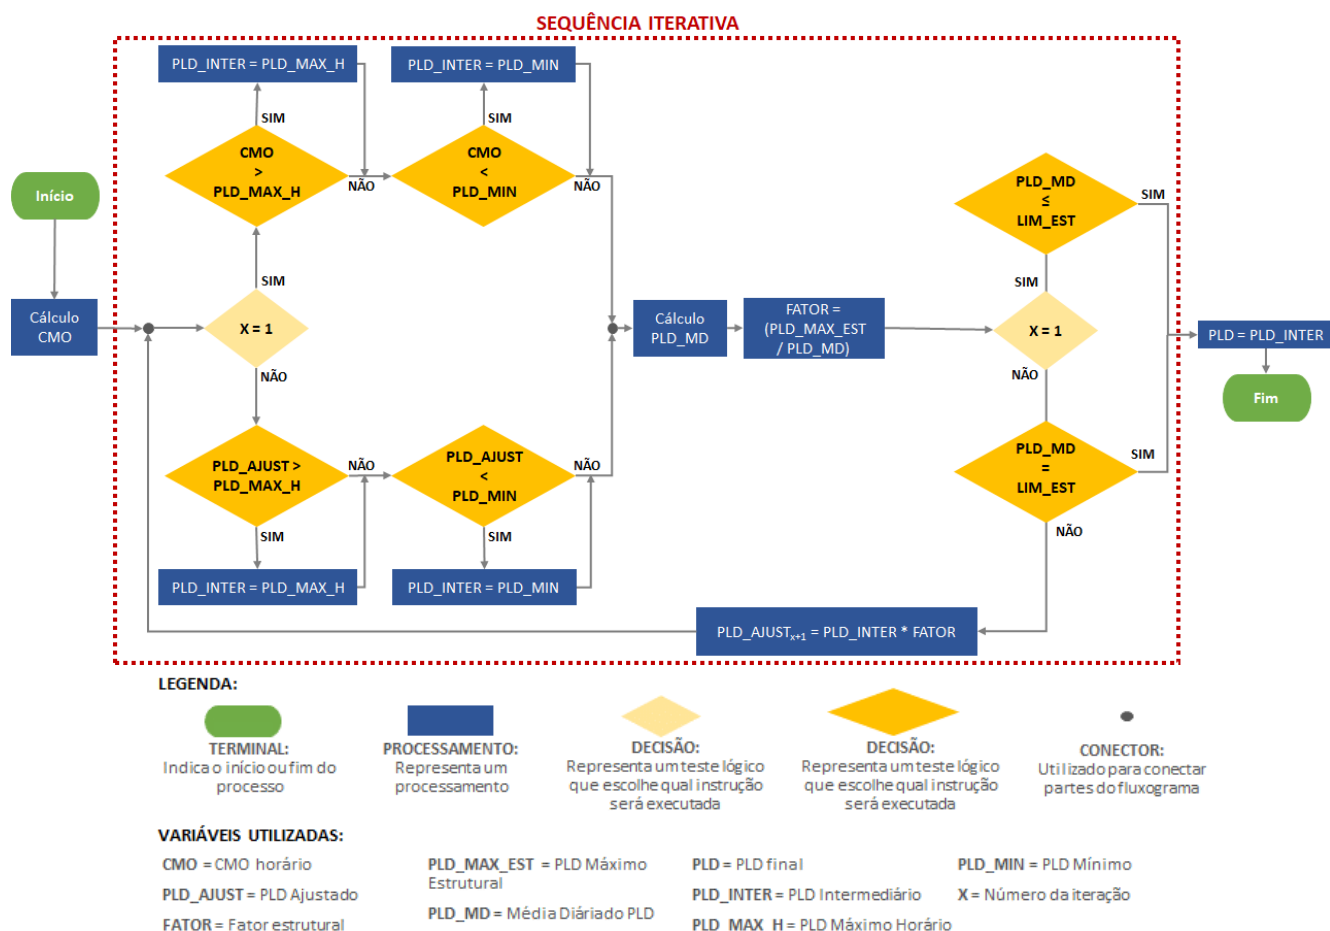 SEQUÊNCIA ITERATIVA
PLD_INTER = PLD_MAX_H
PLD_INTER = PLD_MIN
SIM
SIM
CMO
>
PLD_MAX_H
NÃO
CMO
<
PLD_MIN
NÃO
PLD_MD
≤
LIM_EST
SIM
Início
SIM
SIM
Cálculo
CMO
X = 1
Cálculo
PLD_MD
FATOR =
(PLD_MAX_EST
/ PLD_MD)
X = 1
PLD = PLD_INTER
NÃO
NÃO
Fim
PLD_AJUST >
PLD_MAX_H
NÃO
PLD_AJUST
<
PLD_MIN
NÃO
PLD_MD
=
LIM_EST
SIM
SIM
SIM
NÃO
PLD_INTER = PLD_MAX_H
PLD_INTER = PLD_MIN
PLD_AJUSTx+1 = PLD_INTER * FATOR
LEGENDA:
TERMINAL:
Indica o início ou fim do
processo
PROCESSAMENTO:
Representa um
processamento
DECISÃO:
Representa um teste lógico
que escolhe qual instrução
será executada
DECISÃO:
Representa um teste lógico
que escolhe qual instrução
será executada
CONECTOR:
Utilizado para conectar
partes do fluxograma
VARIÁVEIS UTILIZADAS:
CMO = CMO horário
PLD_AJUST = PLD Ajustado
FATOR = Fator estrutural
PLD_MAX_EST = PLD Máximo
Estrutural
PLD_MD = Média Diáriado PLD
PLD = PLD final
PLD_INTER = PLD Intermediário
PLD_MAX_H = PLD Máximo Horário
PLD_MIN = PLD Mínimo
X = Número da iteração